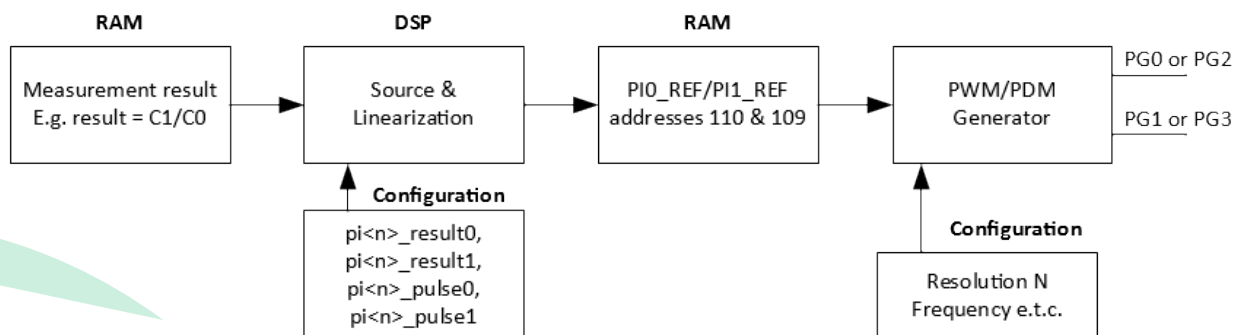 RAM
DSP
RAM
Measurement result
E.g. result = C1/C0
Source &
Linearization
PI0_REF/PI1_REF
addresses 110 & 109
PWM/PDM
Generator
PG0 or PG2
PG1 or PG3
Configuration
pi<n>_result0,
pi<n>_result1,
pi<n>_pulse0,
pi<n>_pulse1
Configuration
Resolution N
Frequency e.t.c.